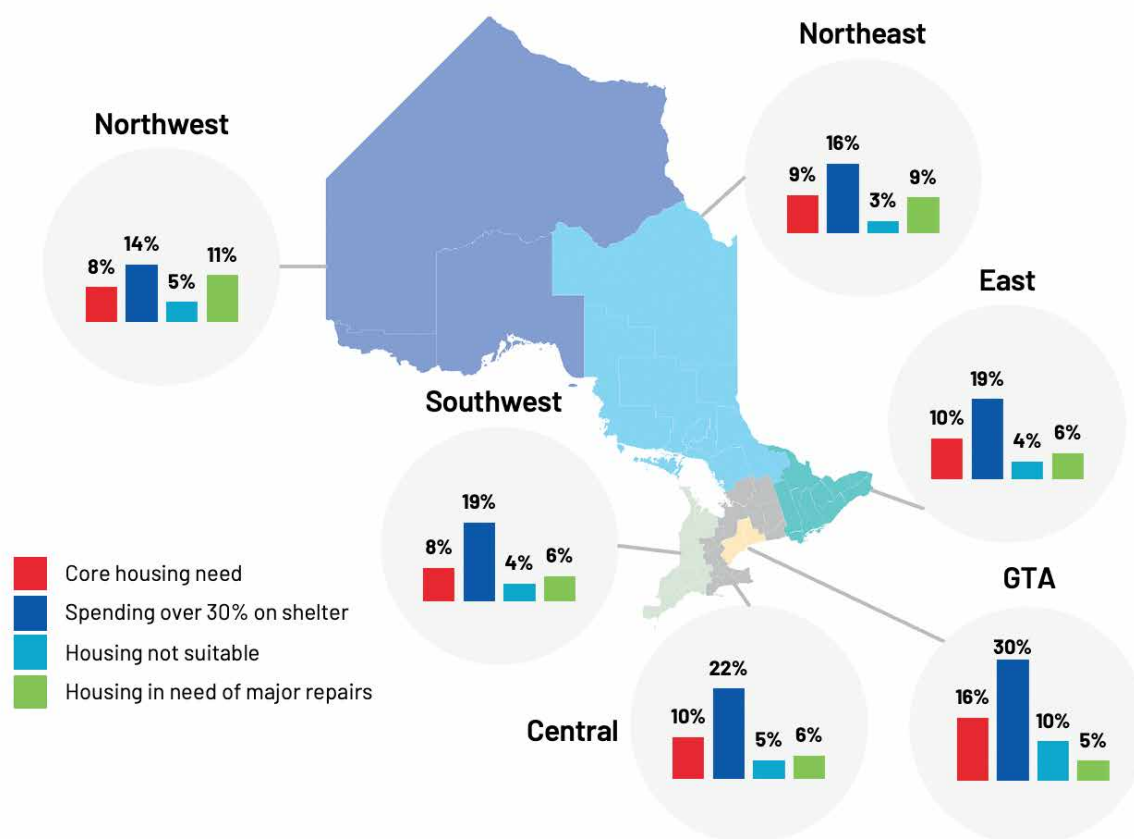 Northeast
16%
9%
9%
3%
Northwest
14%
11%
8%
5%
East
19%
10%
6%
4%
Southwest
19%
8%
6%
4%
Core housing need
Spending over 30% on shelter
Housing not suitable
Housing in need of major repairs
GTA
30%
16%
10%
5%
Central
22%
10%
6%
5%